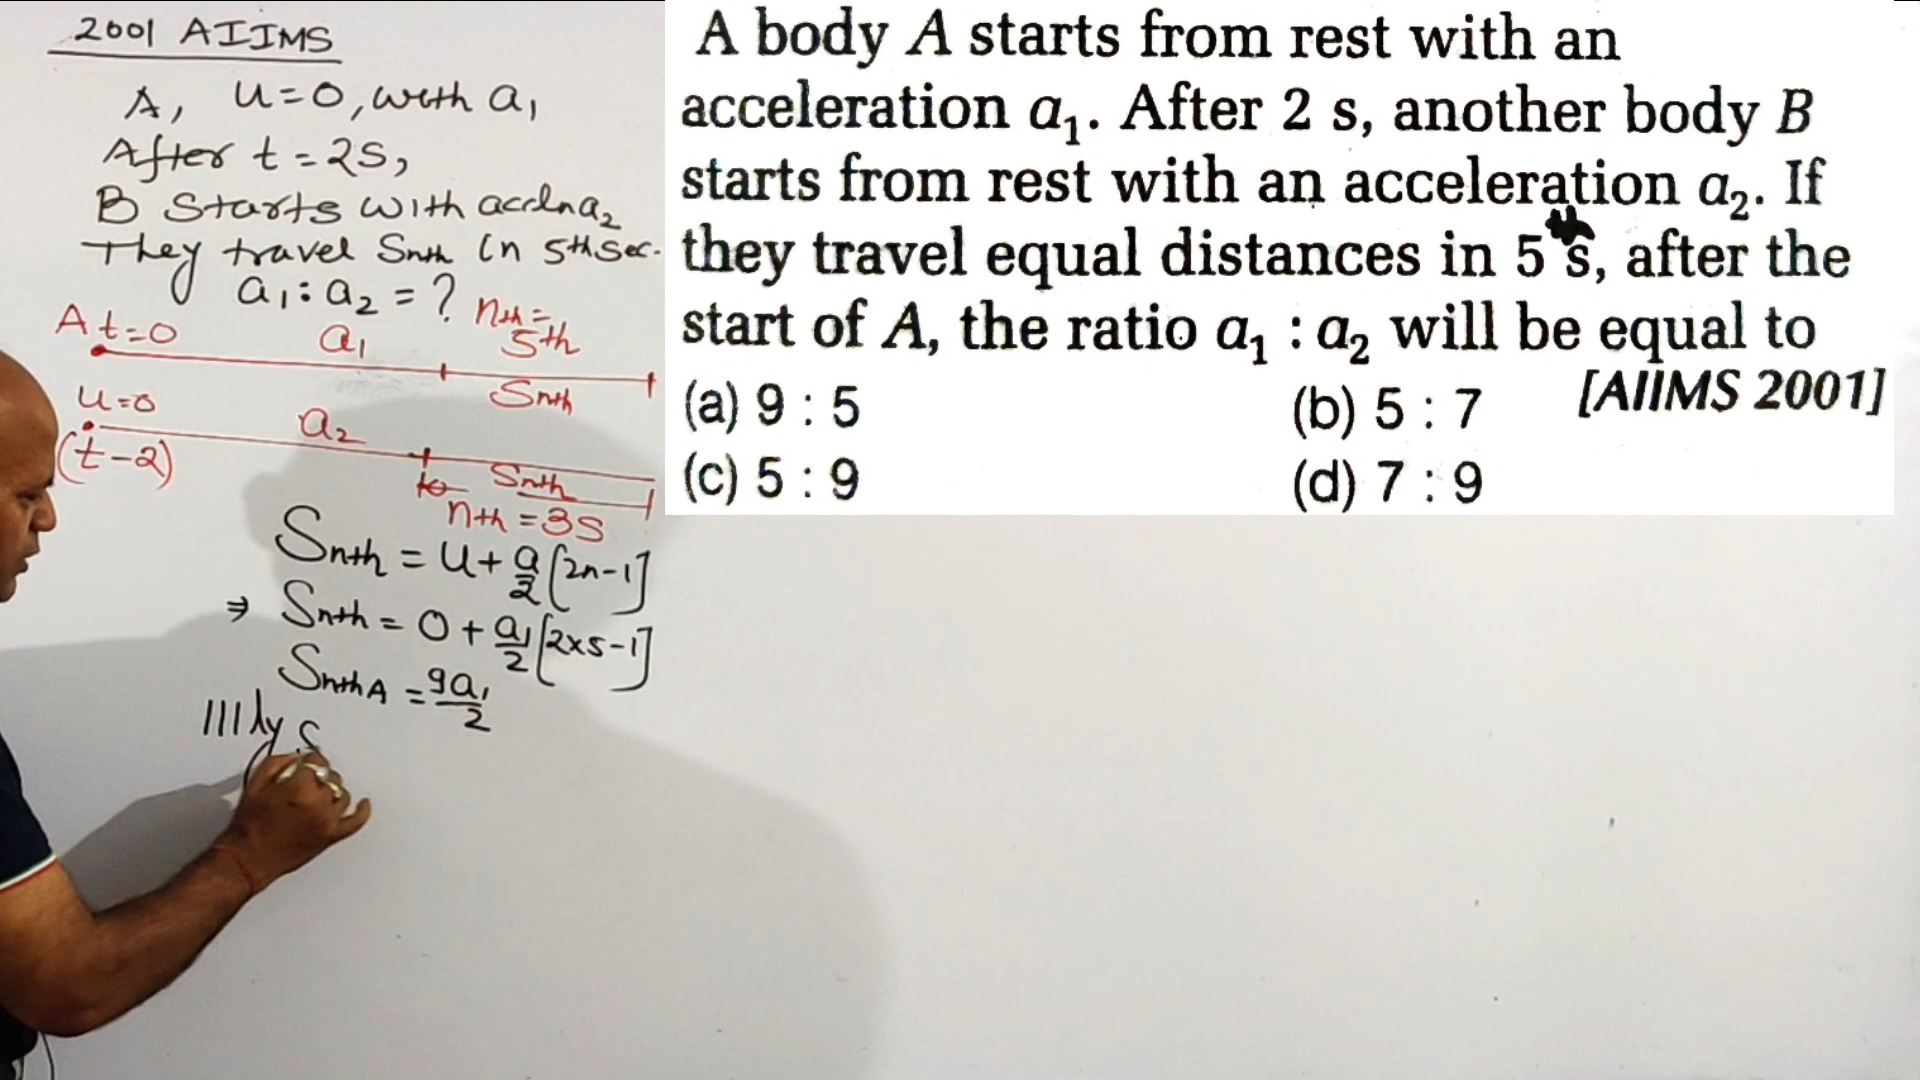 2001 AIIMS
A, u=0, with a₁
After t=2S,
B Starts with accln a₂
They travel Snth in 5th Sec.
a₁ : a₂ = ?
nth = 5th
A t=0
a₁
Snth
u=0
a₂
(t-2)
Snth
nth = 3S
Snth = u + a/2 [2n-1]
⇒ Snth = 0 + a₁/2 [2×5-1]
Snth A = 9a₁/2
111ly S
A body A starts from rest with an
acceleration a₁. After 2 s, another body B
starts from rest with an acceleration a₂. If
they travel equal distances in 5th s, after the
start of A, the ratio a₁ : a₂ will be equal to
[AIIMS 2001]
(a) 9 : 5 (b) 5 : 7
(c) 5 : 9 (d) 7 : 9